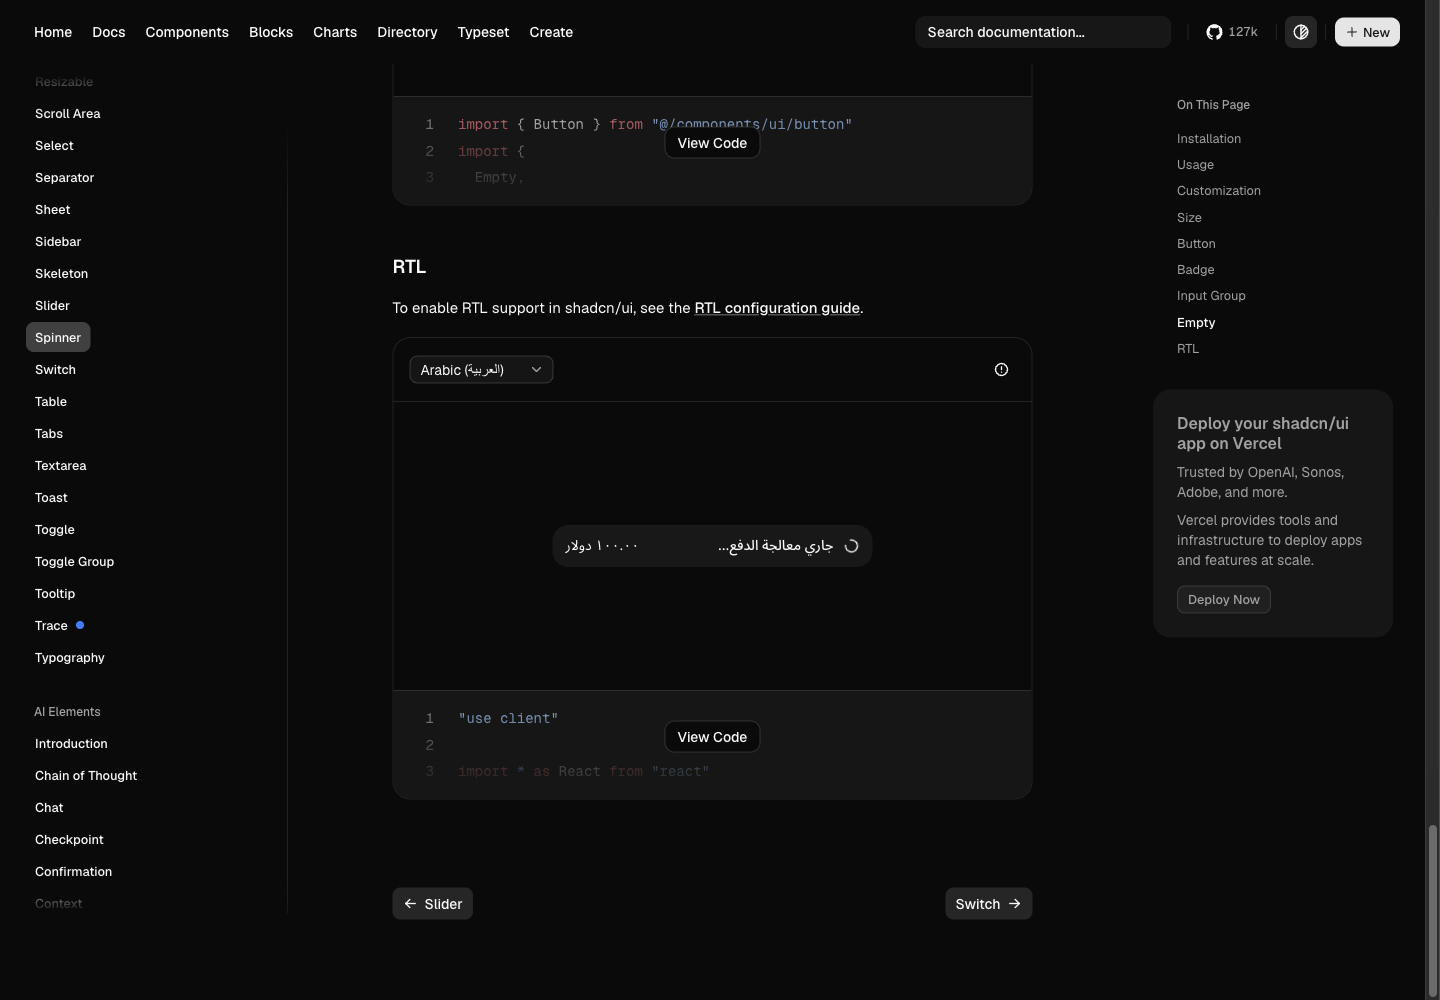 Home Docs Components Blocks Charts Directory Typeset Create
Search documentation...
127k
New
Resizable
Scroll Area
Select
Separator
Sheet
Sidebar
Skeleton
Slider
Spinner
Switch
Table
Tabs
Textarea
Toast
Toggle
Toggle Group
Tooltip
Trace
Typography
AI Elements
Introduction
Chain of Thought
Chat
Checkpoint
Confirmation
Context
1 import { Button } from "@/components/ui/button"
2 import {
3 Empty,
View Code
RTL
To enable RTL support in shadcn/ui, see the RTL configuration guide.
Arabic (العربية)
جاري معالجة الدفع...
١٠٠.٠٠ دولار
1 "use client"
2
3 import * as React from "react"
View Code
Slider
Switch
On This Page
Installation
Usage
Customization
Size
Button
Badge
Input Group
Empty
RTL
Deploy your shadcn/ui
app on Vercel
Trusted by OpenAI, Sonos,
Adobe, and more.
Vercel provides tools and
infrastructure to deploy apps
and features at scale.
Deploy Now